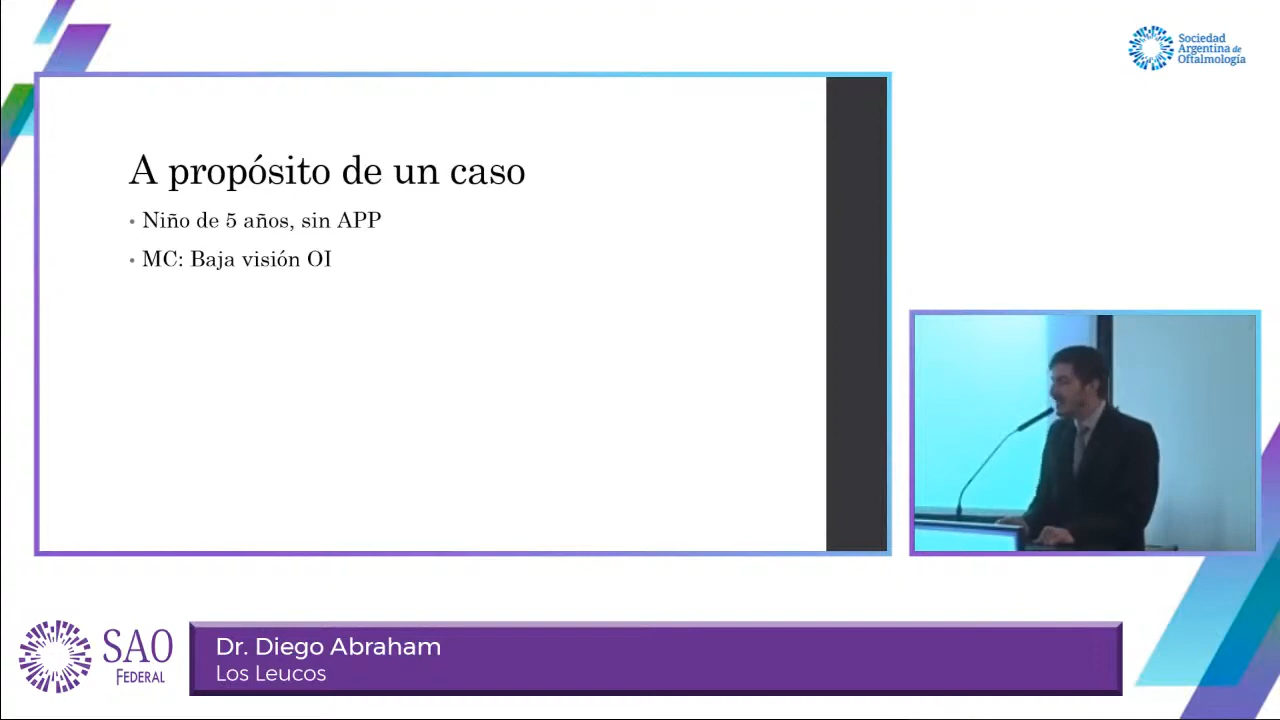 Sociedad
Argentina de
Oftalmología
A propósito de un caso
• Niño de 5 años, sin APP
• MC: Baja visión OI
SAO
FEDERAL
Dr. Diego Abraham
Los Leucos